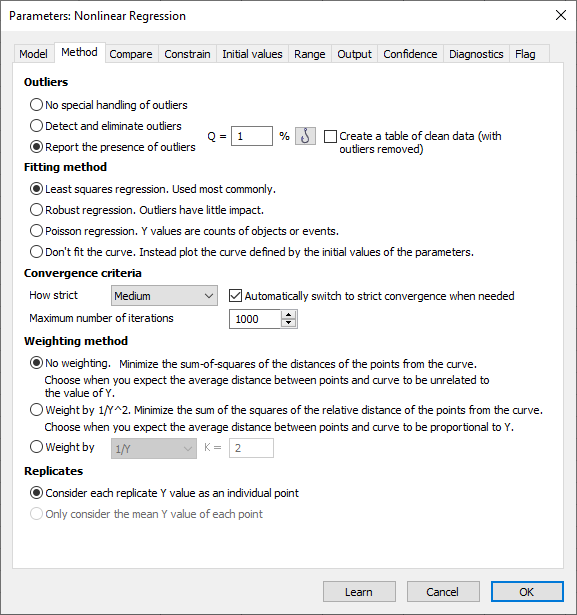 Parameters: Nonlinear Regression
Model Method Compare Constrain Initial values Range Output Confidence Diagnostics Flag
Outliers
No special handling of outliers
Detect and eliminate outliers
Report the presence of outliers
Q = 1 %
Create a table of clean data (with
outliers removed)
Fitting method
Least squares regression. Used most commonly.
Robust regression. Outliers have little impact.
Poisson regression. Y values are counts of objects or events.
Don't fit the curve. Instead plot the curve defined by the initial values of the parameters.
Convergence criteria
How strict Medium Automatically switch to strict convergence when needed
Maximum number of iterations 1000
Weighting method
No weighting. Minimize the sum-of-squares of the distances of the points from the curve.
Choose when you expect the average distance between points and curve to be unrelated to
the value of Y.
Weight by 1/Y^2. Minimize the sum of the squares of the relative distance of the points from the curve.
Choose when you expect the average distance between points and curve to be proportional to Y.
Weight by 1/Y K = 2
Replicates
Consider each replicate Y value as an individual point
Only consider the mean Y value of each point
Learn Cancel OK